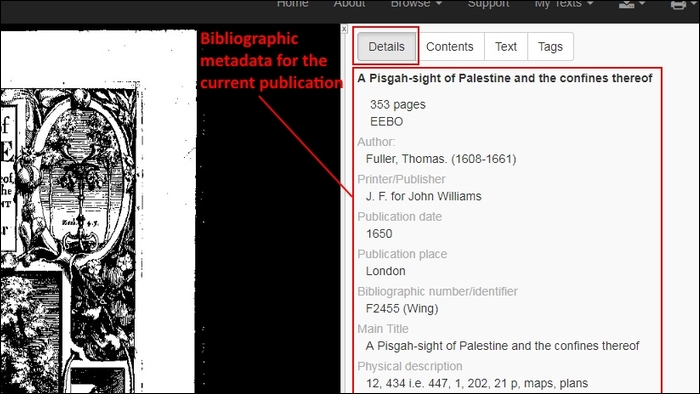 Home About Browse Support My Texts
Bibliographic
metadata for the
current publication
x
Details Contents Text Tags
A Pisgah-sight of Palestine and the confines thereof
353 pages
EEBO
Author:
Fuller, Thomas. (1608-1661)
Printer/Publisher
J. F. for John Williams
Publication date
1650
Publication place
London
Bibliographic number/identifier
F2455 (Wing)
Main Title
A Pisgah-sight of Palestine and the confines thereof
Physical description
12, 434 i.e. 447, 1, 202, 21 p, maps, plans